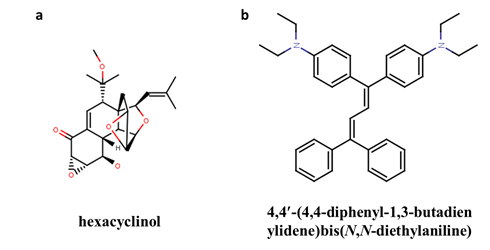 a
b
N
N
O
O
O
O
O
H
O
hexacyclinol
4,4′-(4,4-diphenyl-1,3-butadien
ylidene)bis(N,N-diethylaniline)